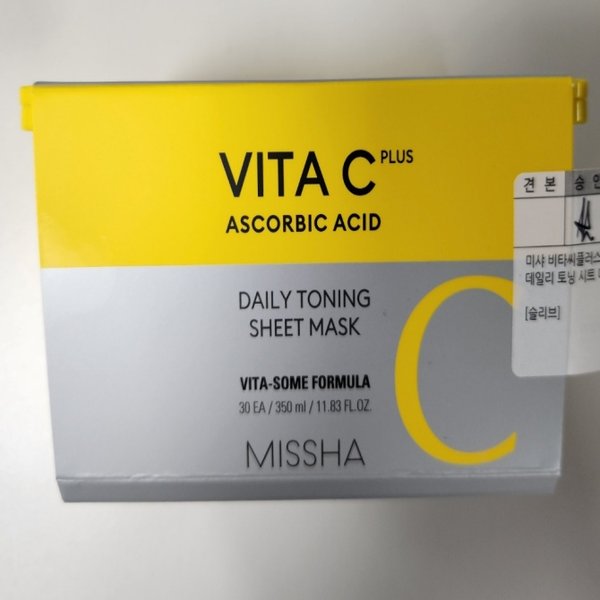 VITA C PLUS
ASCORBIC ACID
DAILY TONING
SHEET MASK
VITA-SOME FORMULA
30 EA / 350 ml / 11.83 FL.OZ.
MISSHA
C
견 본 승 인
미샤 비타씨플러스
데일리 토닝 시트
[슬리브]